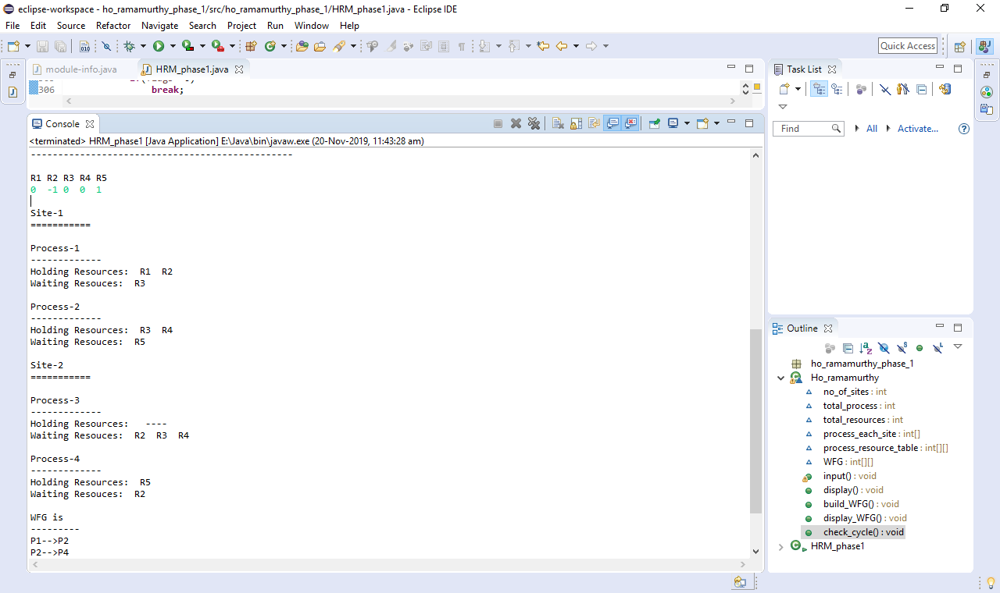 eclipse-workspace - ho_ramamurthy_phase_1/src/ho_ramamurthy_phase_1/HRM_phase1.java - Eclipse IDE
File Edit Source Refactor Navigate Search Project Run Window Help
Quick Access
module-info.java HRM_phase1.java
306 break;
Console
<terminated> HRM_phase1 [Java Application] E:\Java\bin\javaw.exe (20-Nov-2019, 11:43:28 am)
------------------------------------------------
R1 R2 R3 R4 R5
0 -1 0 0 1
Site-1
===========
Process-1
-------------
Holding Resources: R1 R2
Waiting Resouces: R3
Process-2
-------------
Holding Resources: R3 R4
Waiting Resouces: R5
Site-2
===========
Process-3
-------------
Holding Resources: ----
Waiting Resouces: R2 R3 R4
Process-4
-------------
Holding Resources: R5
Waiting Resouces: R2
WFG is
---------
P1-->P2
P2-->P4
Task List
Find All Activate...
Outline
ho_ramamurthy_phase_1
Ho_ramamurthy
no_of_sites : int
total_process : int
total_resources : int
process_each_site : int[]
process_resource_table : int[][]
WFG : int[][]
input() : void
display() : void
build_WFG() : void
display_WFG() : void
check_cycle() : void
HRM_phase1